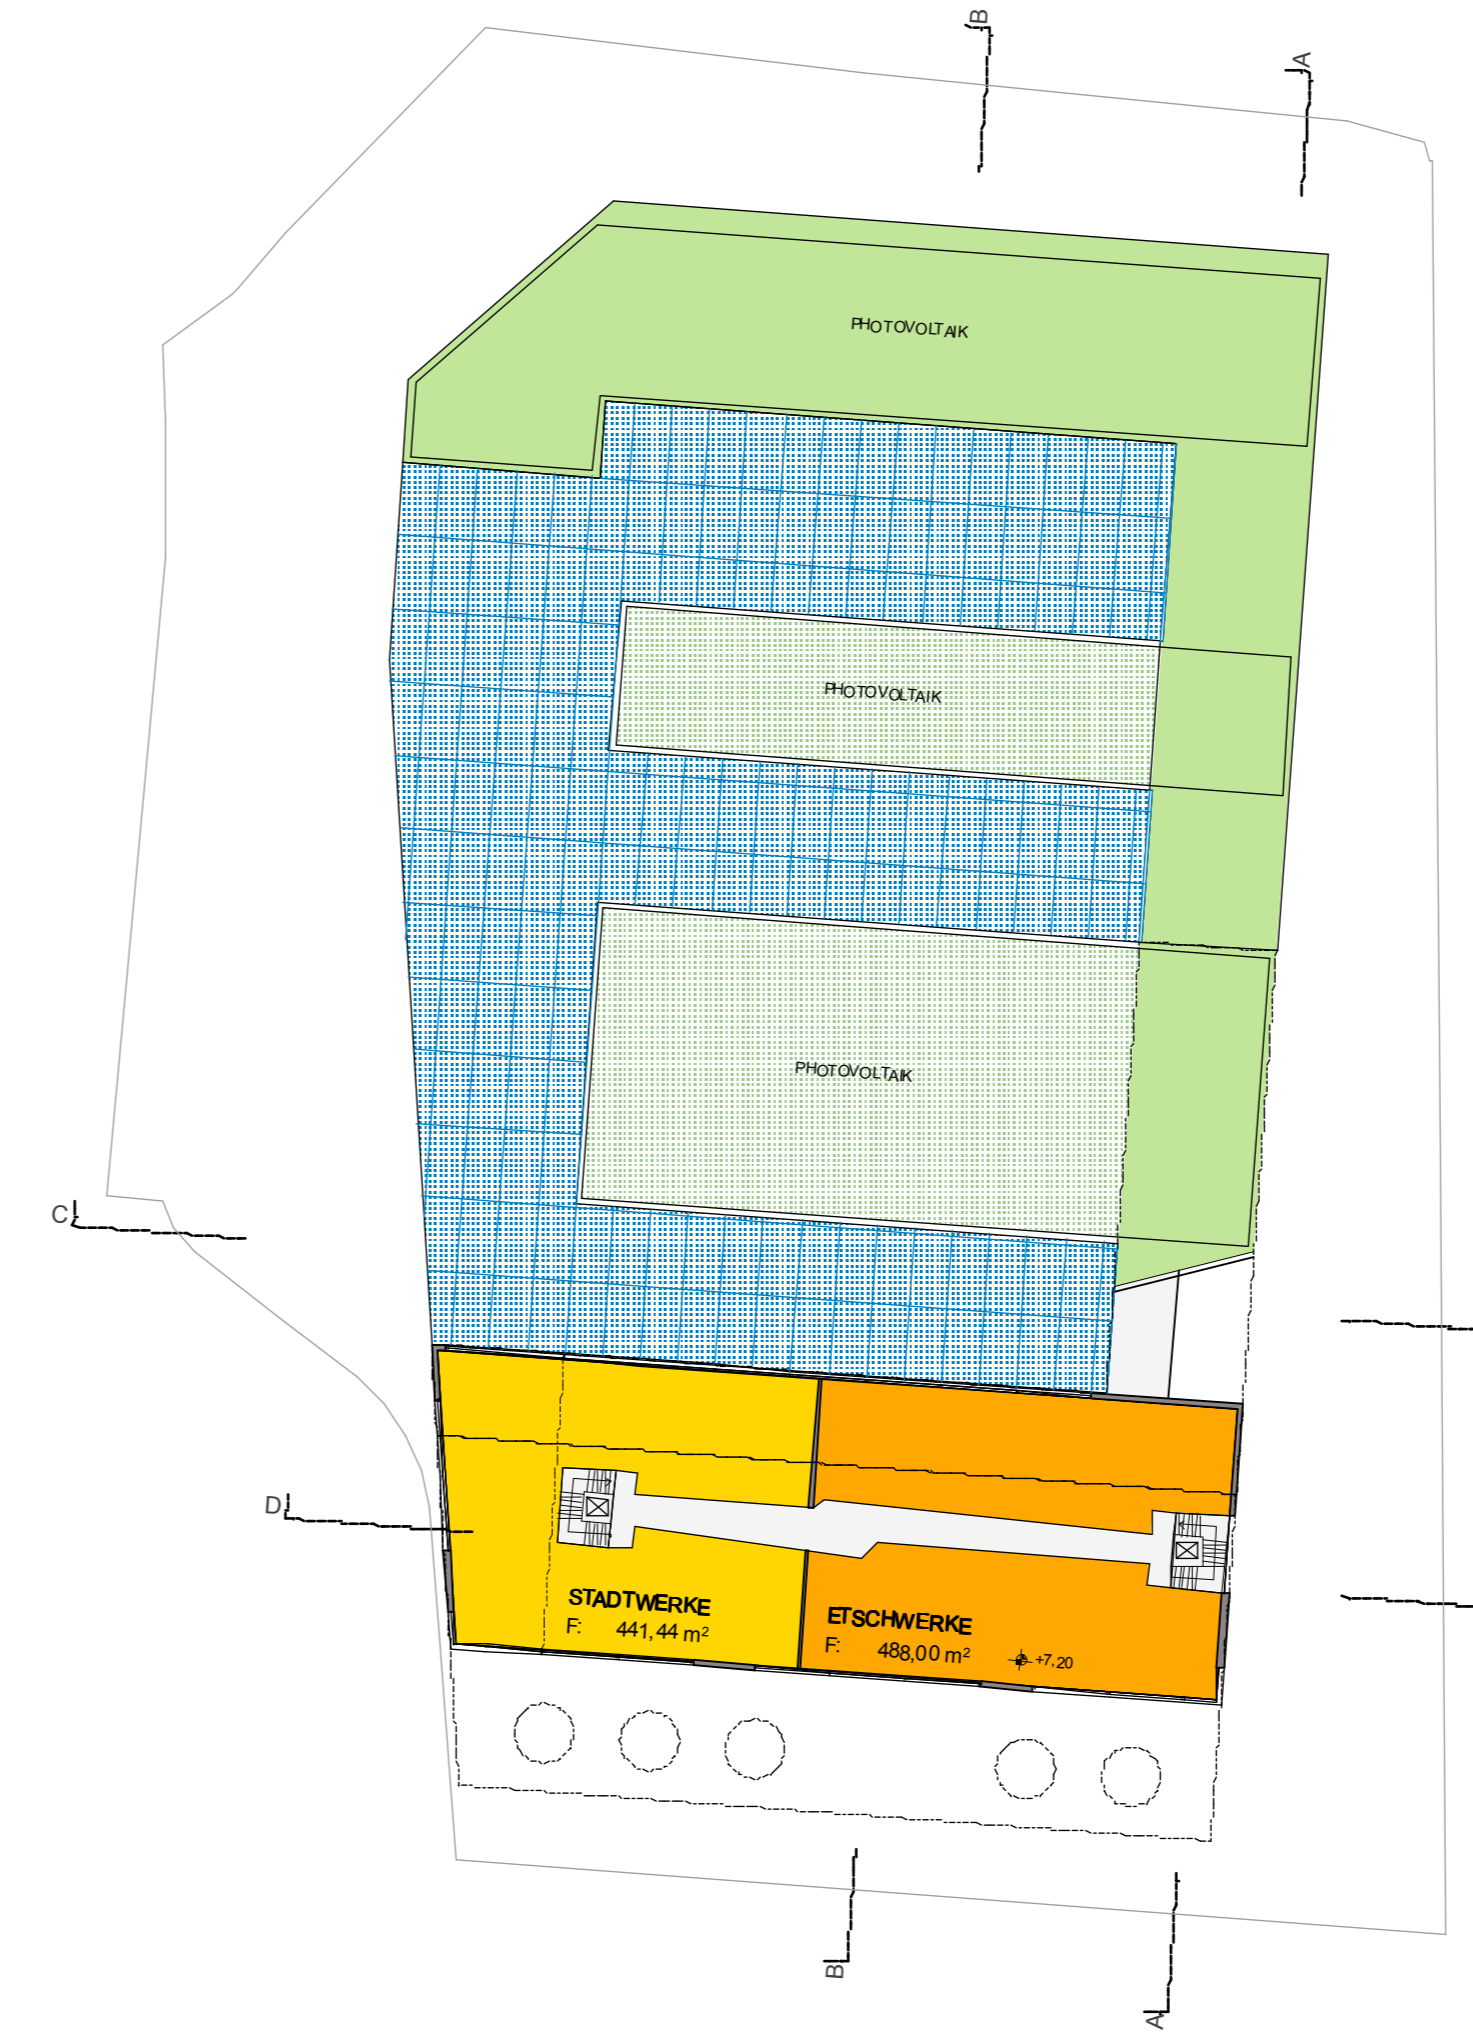 B
A
PHOTOVOLTAIK
PHOTOVOLTAIK
PHOTOVOLTAIK
C
D
STADTWERKE
F: 441,44 m²
ETSCHWERKE
F: 488,00 m²
+7,20
B
A